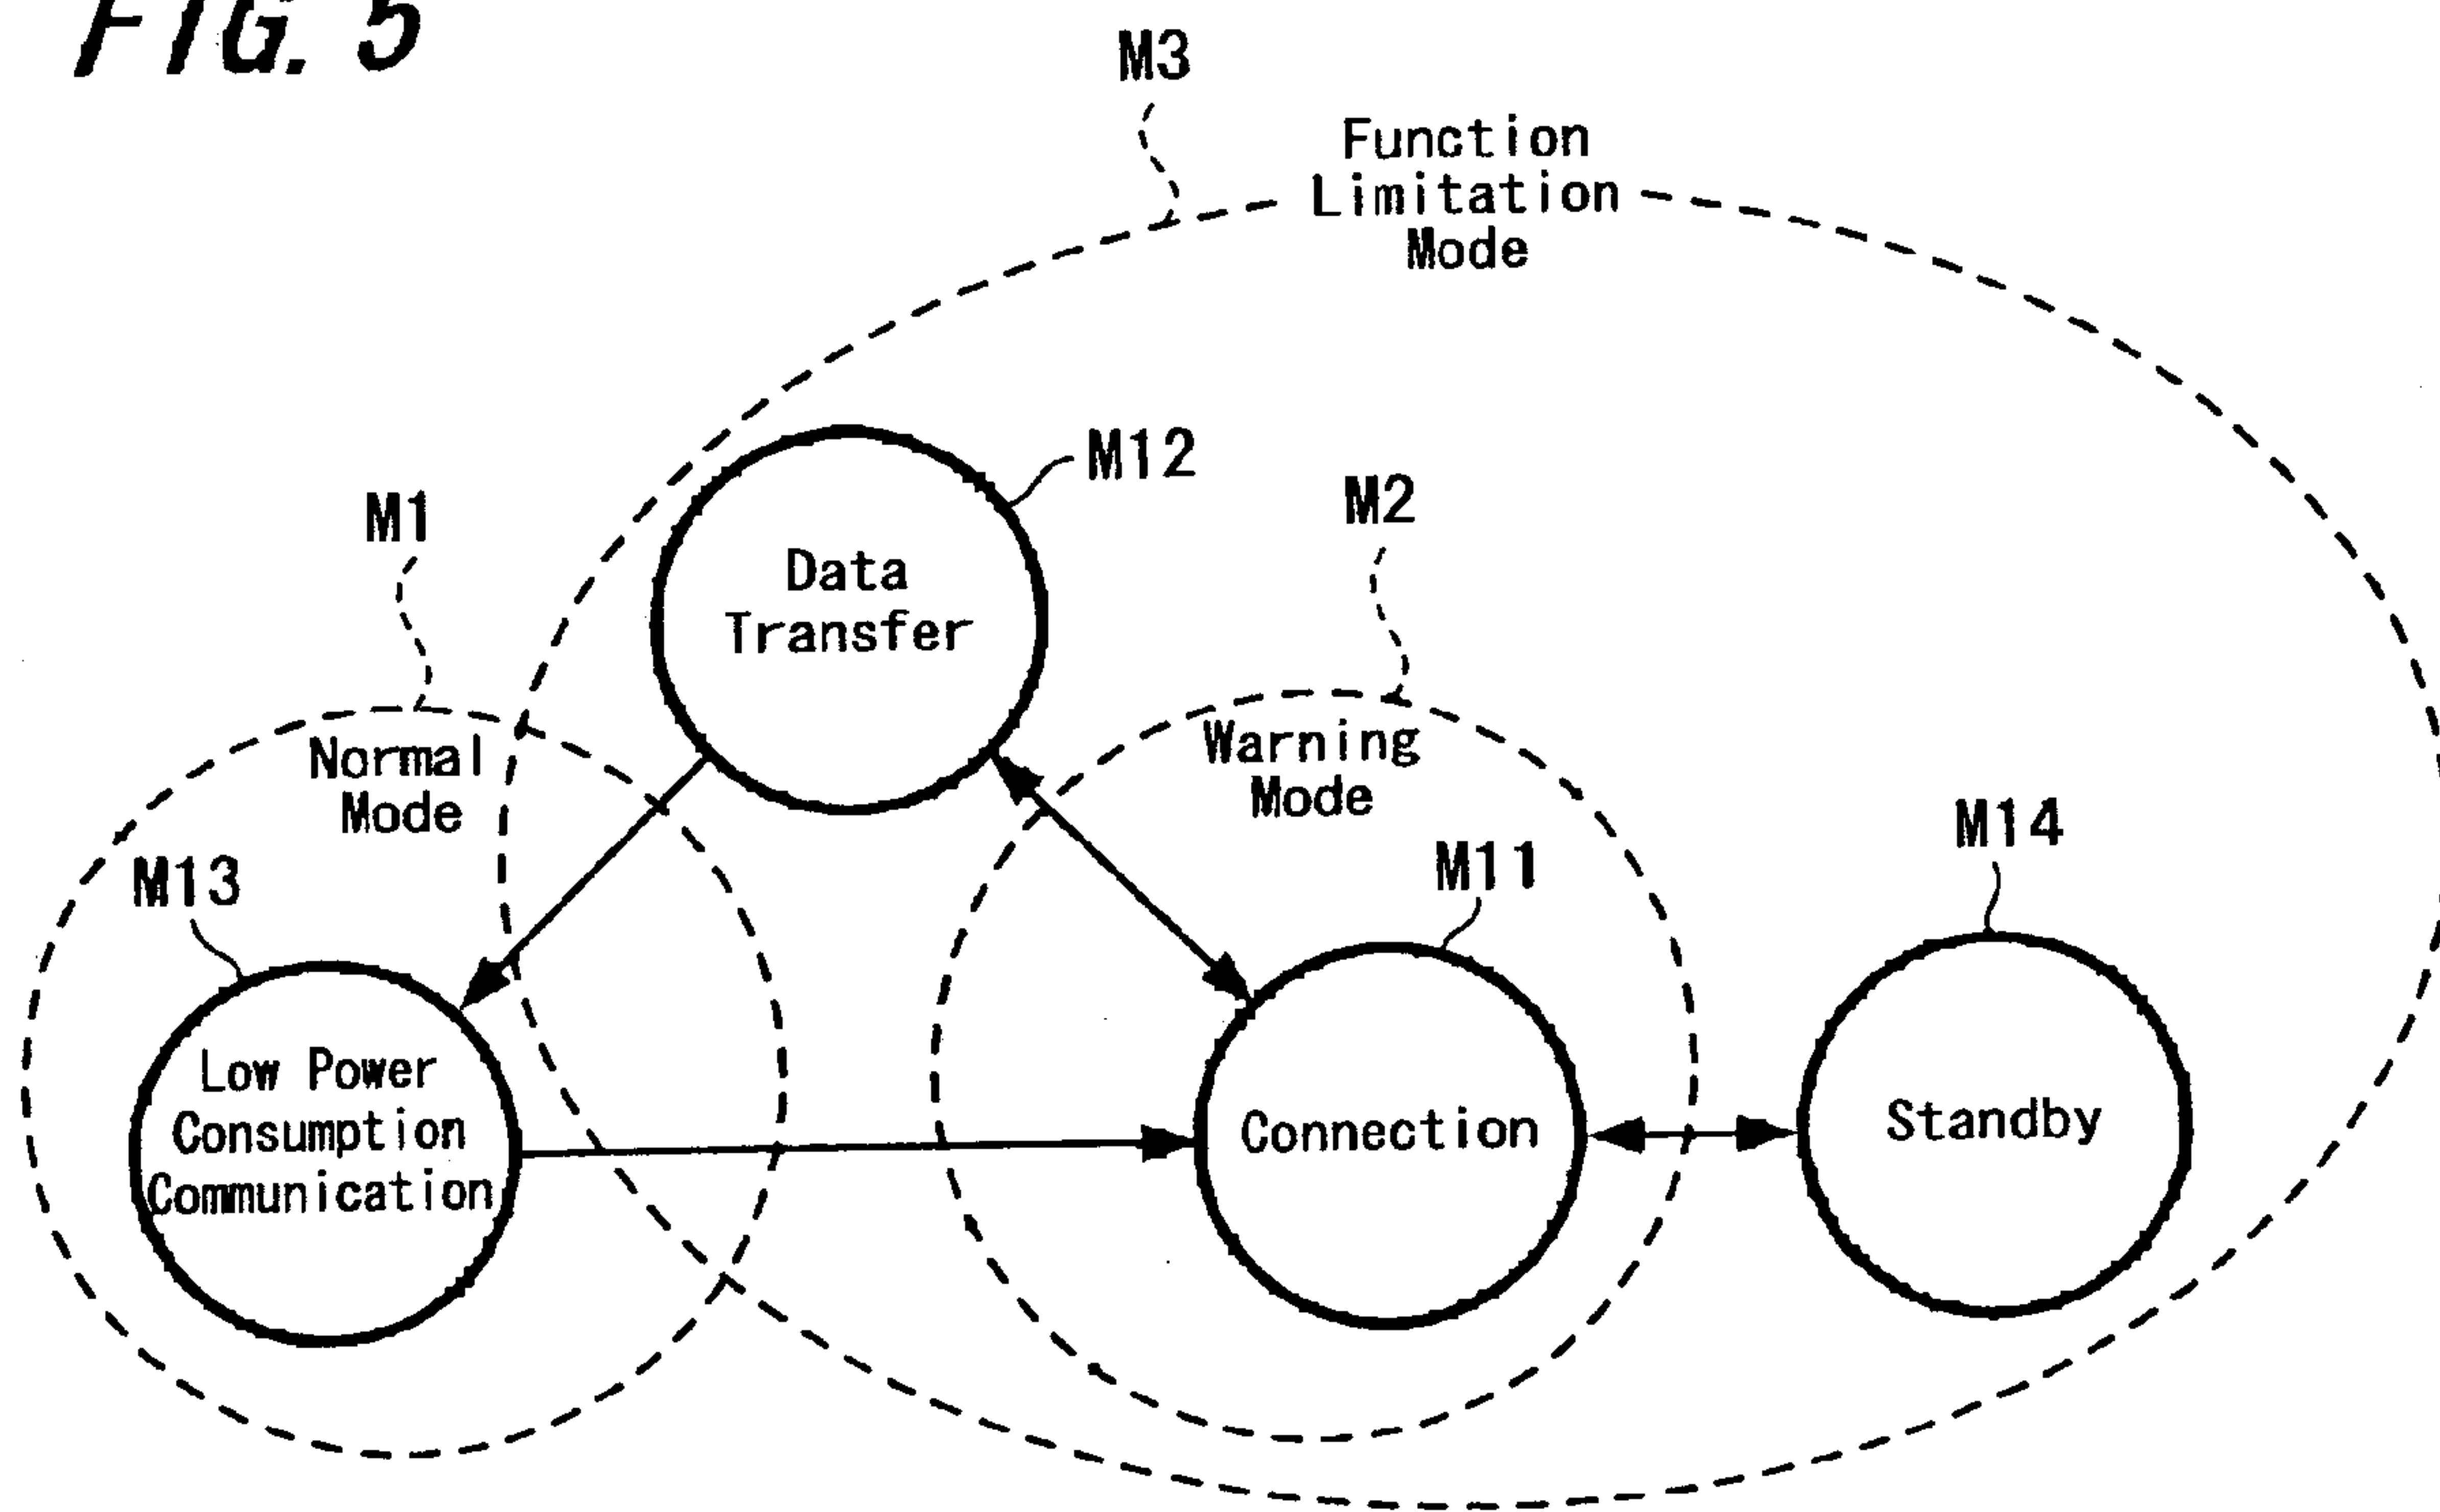 FIG. 5
M3
Function
Limitation
Mode
M12
M1
M2
Data
Transfer
Normal
Mode
Warning
Mode
M13
M11
M14
Low Power
Consumption
Communication
Connection
Standby